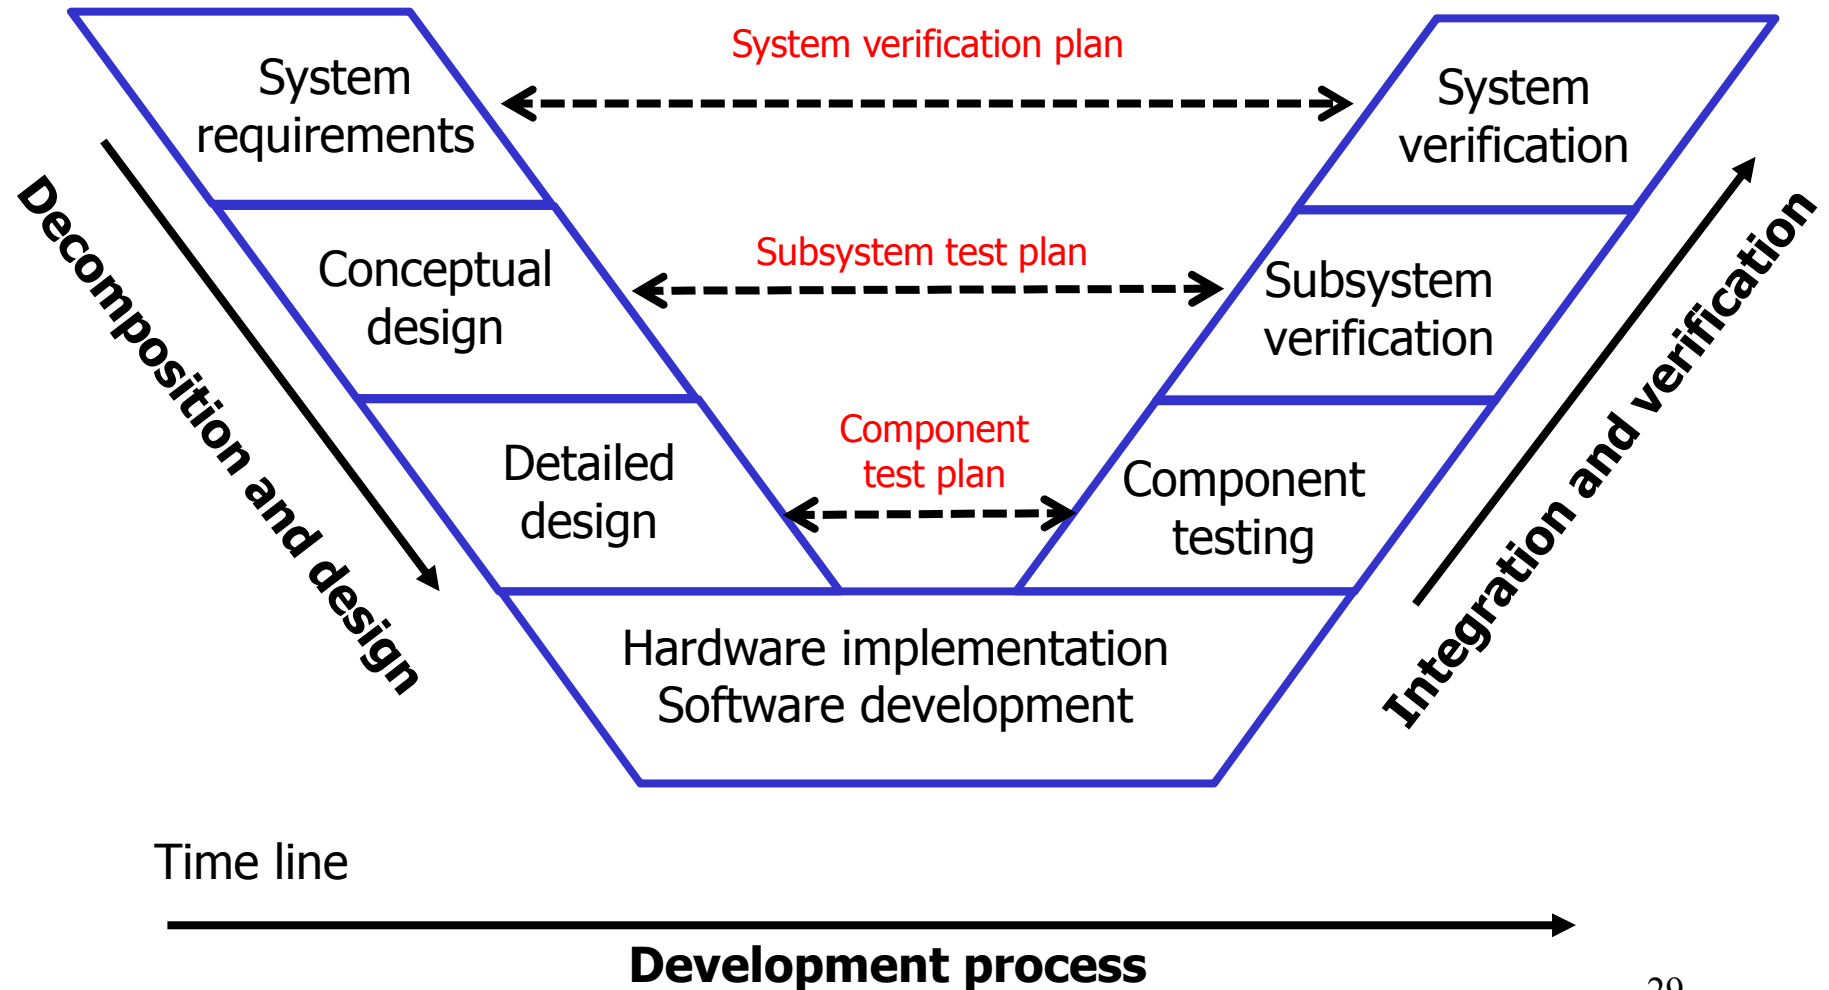 System verification plan
System
requirements
System
verification
Subsystem test plan
Conceptual
design
Subsystem
verification
Component
test plan
Detailed
design
Component
testing
Decomposition and design
Integration and verification
Hardware implementation
Software development
Time line
Development process
29